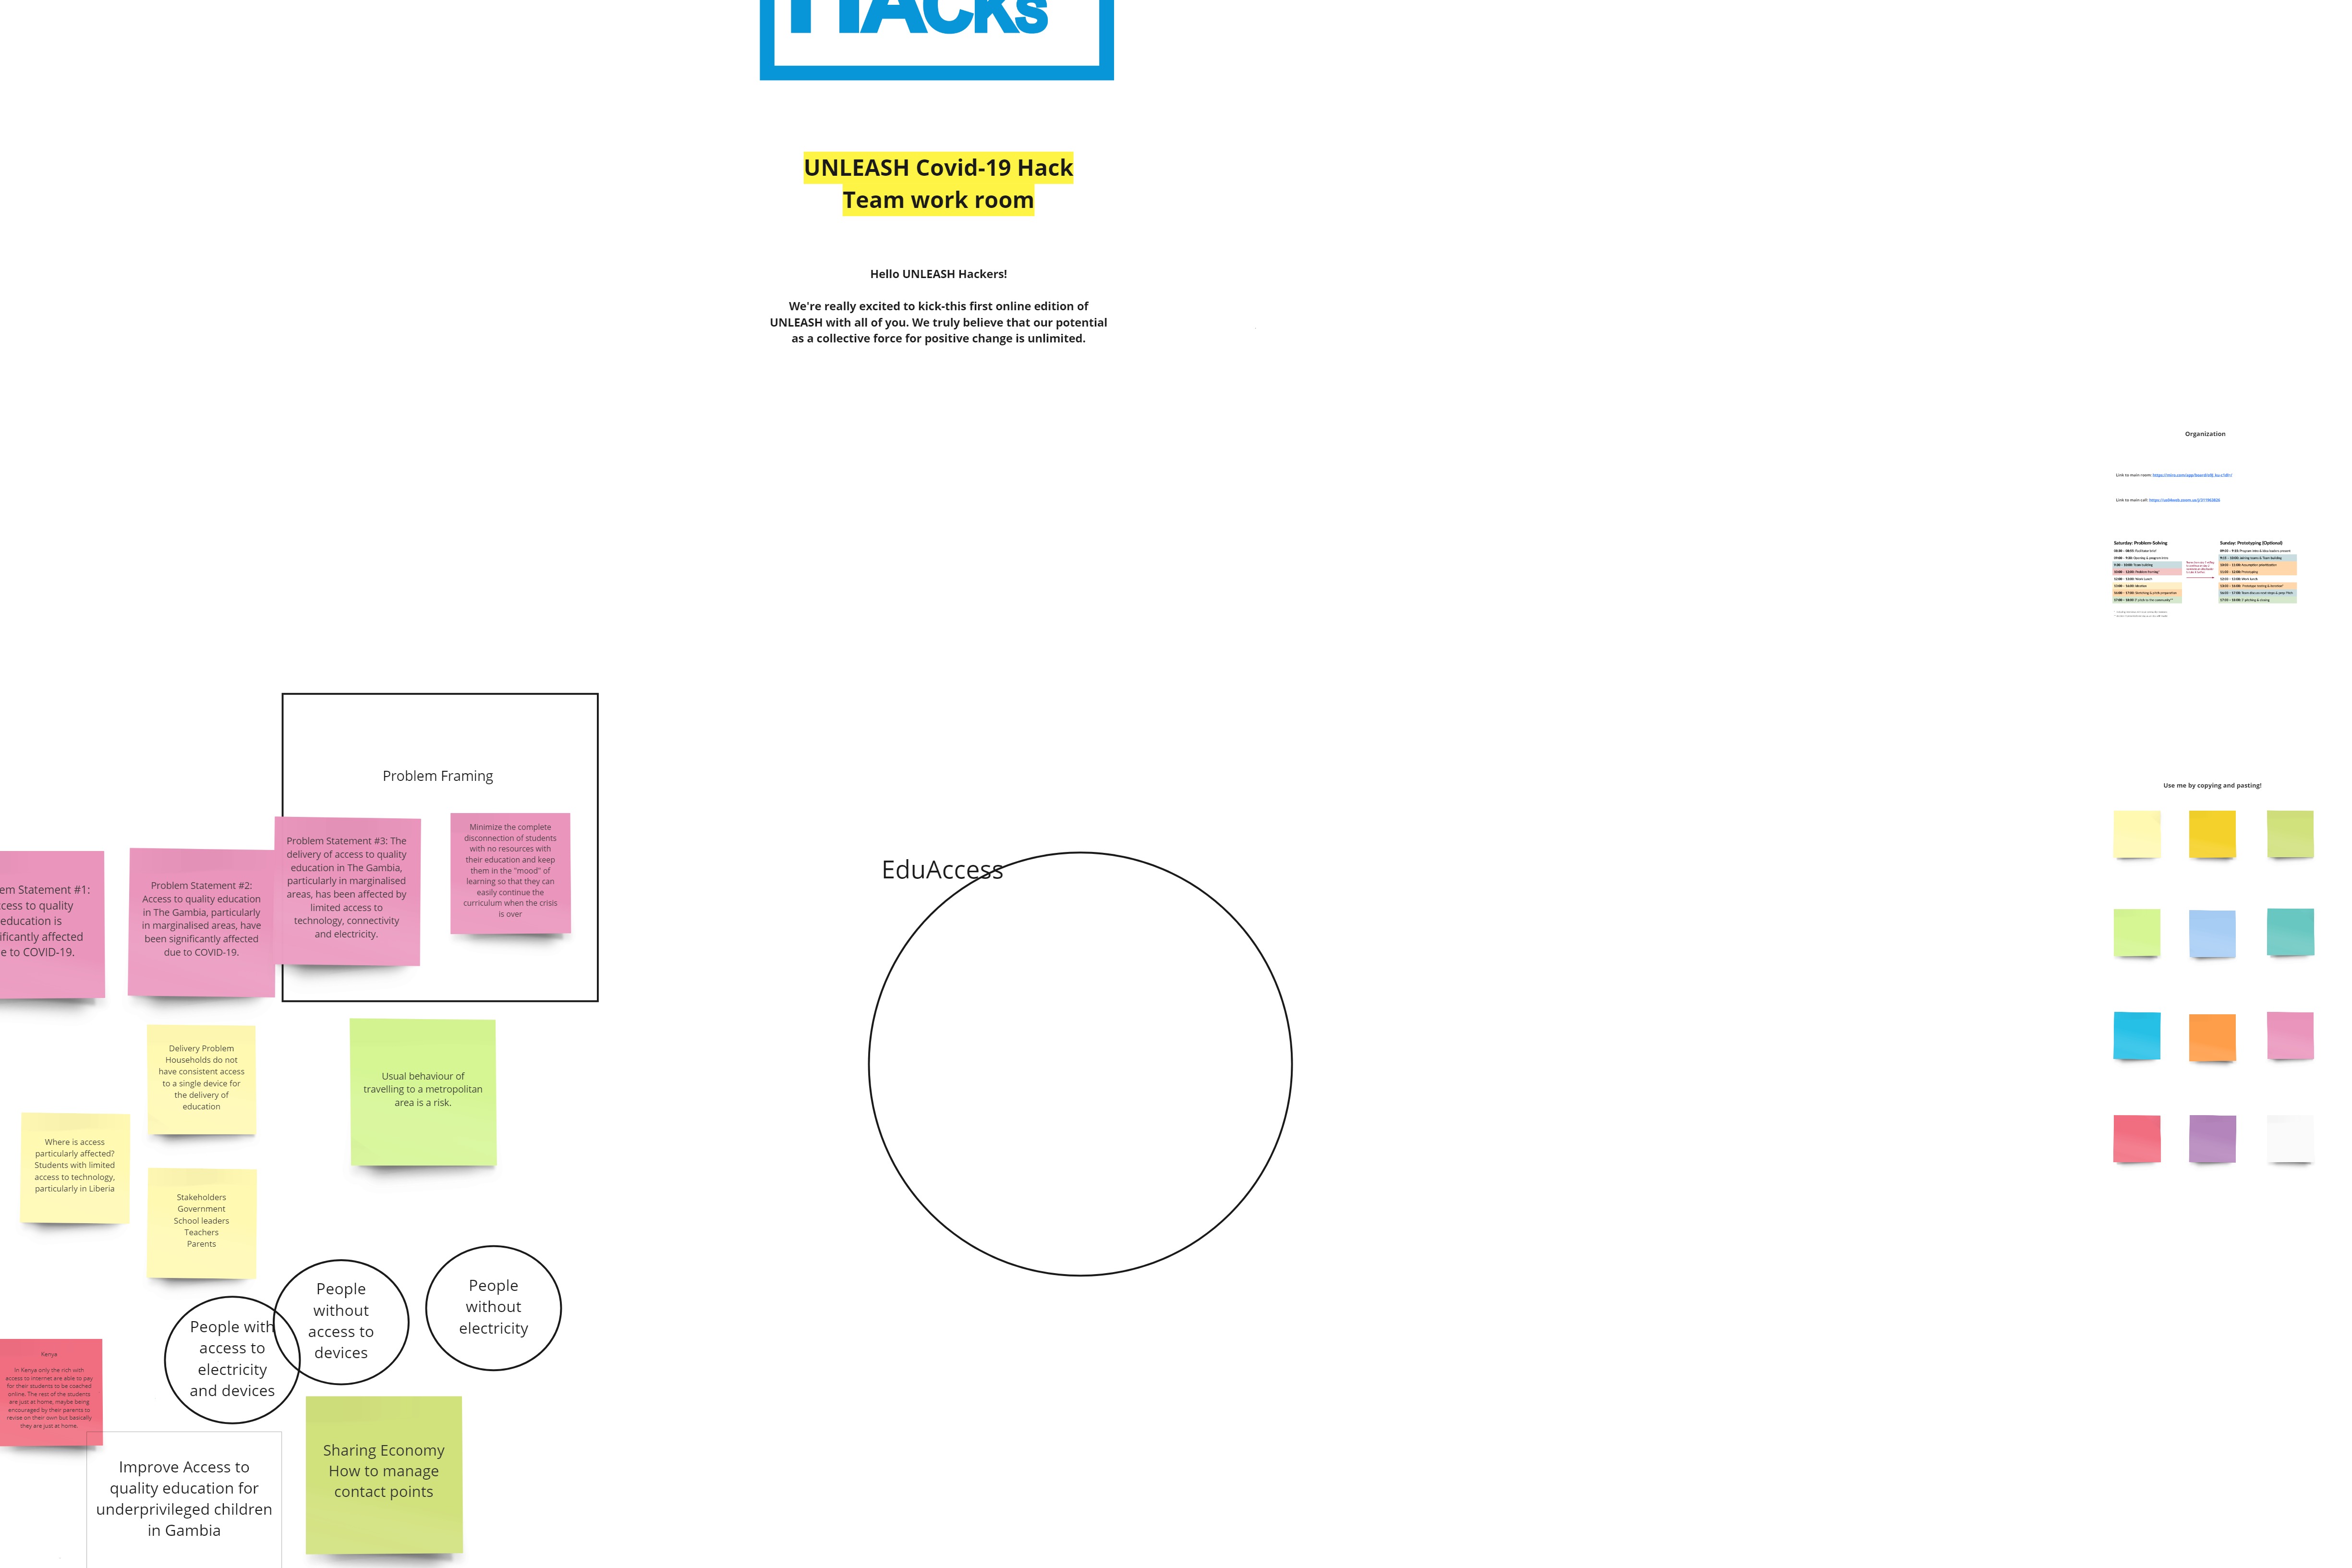 HACKs
UNLEASH Covid-19 Hack
Team work room
Hello UNLEASH Hackers!
We're really excited to kick-this first online edition of
UNLEASH with all of you. We truly believe that our potential
as a collective force for positive change is unlimited.
Organization
Link to main room:
Link to main call:
Saturday: Problem-Solving
9:30 - 10:00: Team building
Sunday: Prototyping (Optional)
Problem Framing
em Statement #1:
cess to quality
education is
ificantly affected
e to COVID-19.
Problem Statement #2:
Access to quality education
in The Gambia, particularly
in marginalised areas, have
been significantly affected
due to COVID-19.
Problem Statement #3: The
delivery of access to quality
education in The Gambia,
particularly in marginalised
areas, has been affected by
limited access to
technology, connectivity
and electricity.
Minimize the complete
disconnection of students
with no resources with
their education and keep
them in the "mood" of
learning so that they can
easily continue the
curriculum when the crisis
is over
EduAccess
Use me by copying and pasting!
Delivery Problem
Households do not
have consistent access
to a single device for
the delivery of
education
Usual behaviour of
travelling to a metropolitan
area is a risk.
Where is access
particularly affected?
Students with limited
access to technology,
particularly in Liberia
Stakeholders
Government
School leaders
Teachers
Parents
People with
access to
electricity
and devices
People
without
access to
devices
People
without
electricity
Kenya
In Kenya only the rich with
access to internet are able to pay
for their students to be coached
online. The rest of the students
are just at home; maybe being
encouraged by their parents to
revise on their own but basically
they are just at home.
Improve Access to
quality education for
underprivileged children
in Gambia
Sharing Economy
How to manage
contact points